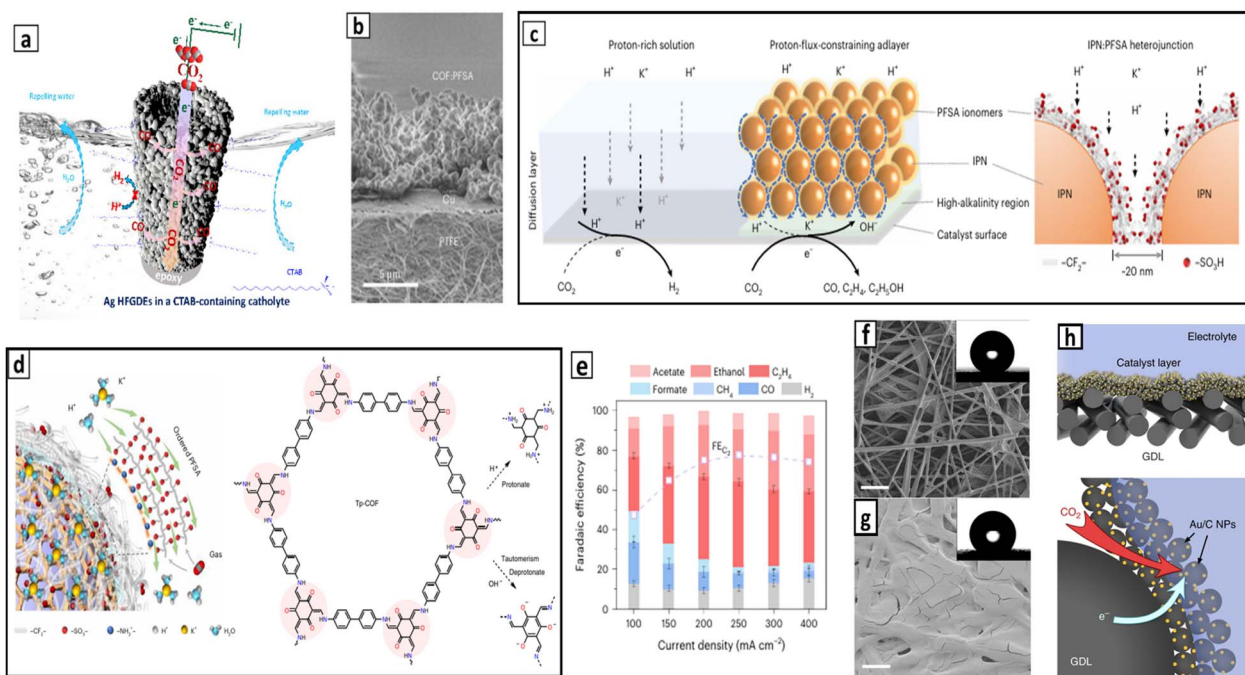 a
e⁻
e⁻
e⁻
CO₂
e⁻
Repelling water
Repelling water
CO
CO
CO₂
H₂O
H₂O
H₂
H⁺
CO
CO
e⁻
CO
CO
CO₂
epoxy
CTAB
Ag HFGDEs in a CTAB-containing catholyte
b
COF:PFSA
Cu
PTFE
5 μm
c
Proton-rich solution
Proton-flux-constraining adlayer
IPN:PFSA heterojunction
H⁺ K⁺ H⁺
H⁺ K⁺ H⁺
H⁺ K⁺ H⁺
H⁺
PFSA ionomers
IPN
High-alkalinity region
Catalyst surface
Diffusion layer
H⁺ K⁺ H⁺
H⁺
H⁺
e⁻
CO₂
H₂
H⁺ K⁺ OH⁻
e⁻
CO₂
CO, C₂H₄, C₂H₅OH
IPN
IPN
~20 nm
–CF₂–
–SO₃H
d
K⁺
H⁺
Ordered PFSA
Gas
–CF₂–
–SO₃–
–NH₂⁺–
H⁺
K⁺
H₂O
Tp-COF
H⁺
Protonate
Tautomerism
Deprotonate
OH⁻
e
Acetate
Ethanol
C₂H₄
Formate
CH₄
CO
H₂
Faradaic efficiency (%)
100
80
60
40
20
0
FE C₂
100 150 200 250 300 400
Current density (mA cm⁻²)
f
g
h
Electrolyte
Catalyst layer
GDL
CO₂
Au/C NPs
e⁻
GDL